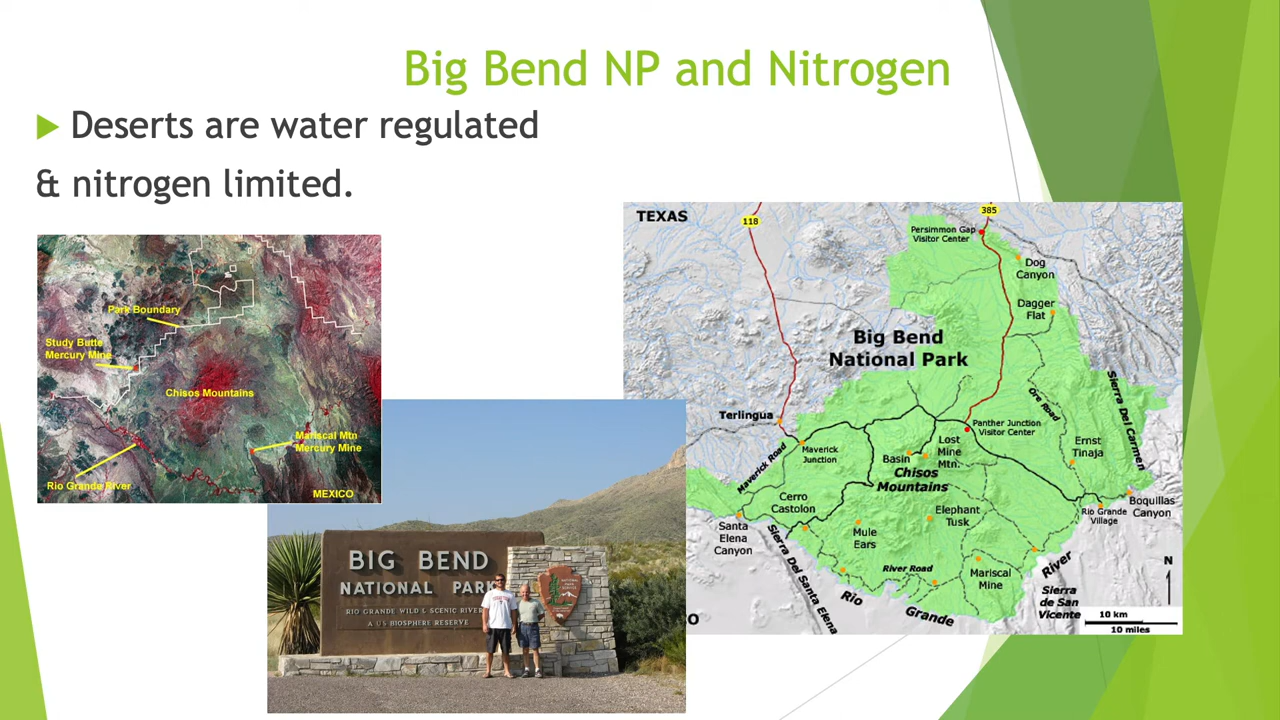 Big Bend NP and Nitrogen
Deserts are water regulated
& nitrogen limited.
Park Boundary
Study Butte
Mercury Mine
Chisos Mountains
Mariscal Mtn
Mercury Mine
Rio Grande River
MEXICO
BIG BEND
NATIONAL PARK
RIO GRANDE WILD & SCENIC RIVER
A US BIOSPHERE RESERVE
TEXAS
118
385
Persimmon Gap
Visitor Center
Dog
Canyon
Dagger
Flat
Big Bend
National Park
Sierra Del Carmen
Ore Road
Terlingua
Maverick Road
Maverick
Junction
Panther Junction
Visitor Center
Lost
Mine
Mtn.
Basin
Chisos
Mountains
Ernst
Tinaja
Boquillas
Canyon
Rio Grande
Village
Cerro
Castolon
Elephant
Tusk
Santa
Elena
Canyon
Mule
Ears
Sierra Del Santa Elena
River Road
Mariscal
Mine
Rio
Grande
River
Sierra
de San
Vicente
N
10 km
10 miles